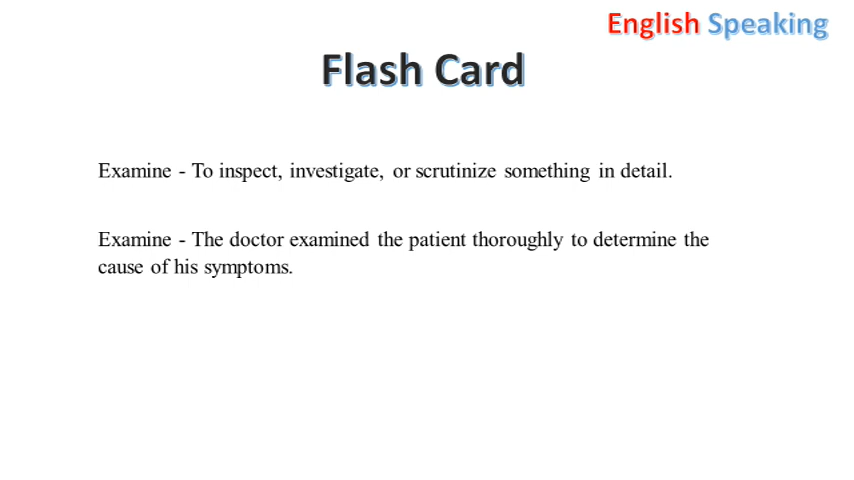 English Speaking
Flash Card
Examine - To inspect, investigate, or scrutinize something in detail.
Examine - The doctor examined the patient thoroughly to determine the
cause of his symptoms.